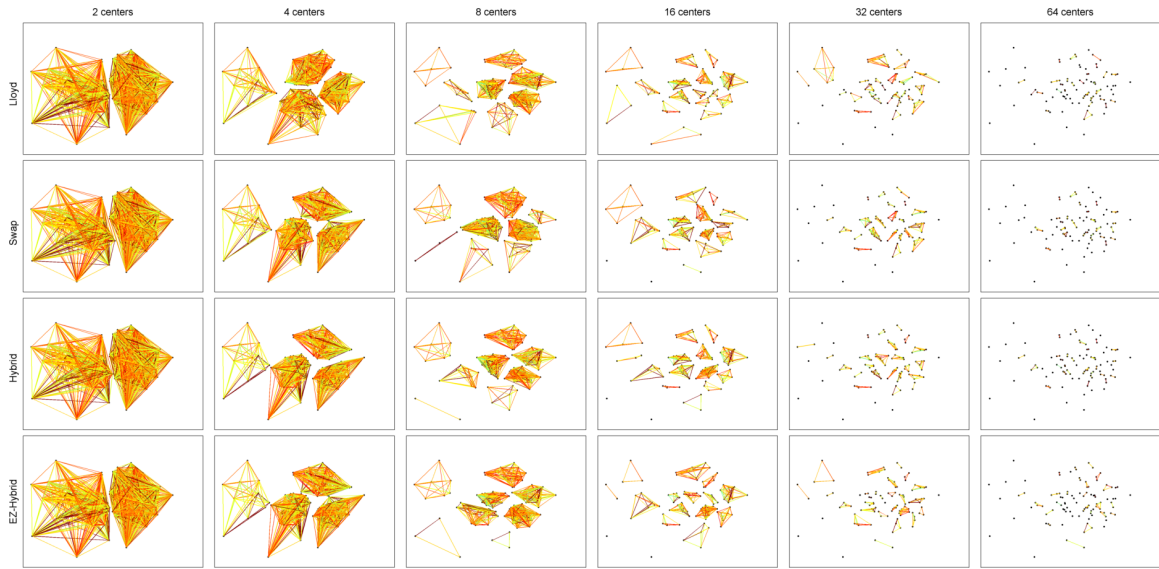 2 centers
4 centers
8 centers
16 centers
32 centers
64 centers
Lloyd
Swap
Hybrid
EZ-Hybrid